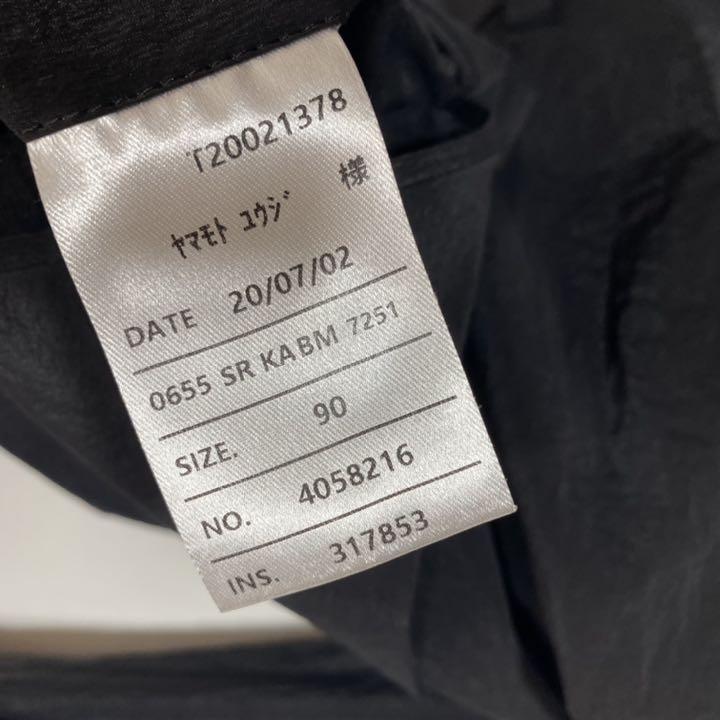 T20021378
ﾔﾏﾓﾄ ﾕｳｼﾞ 様
DATE 20/07/02
0655 SR KABM 7251
SIZE. 90
NO. 4058216
INS. 317853